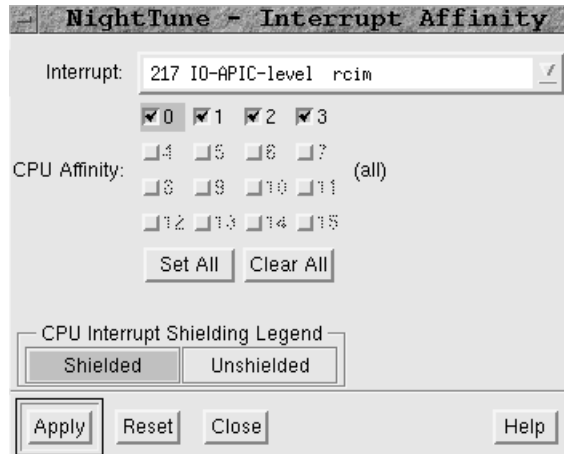 NightTune - Interrupt Affinity
Interrupt: 217 IO-APIC-level rcim
0 1 2 3
4 5 6 7
CPU Affinity: (all)
8 9 10 11
12 13 14 15
Set All Clear All
CPU Interrupt Shielding Legend
Shielded Unshielded
Apply Reset Close Help